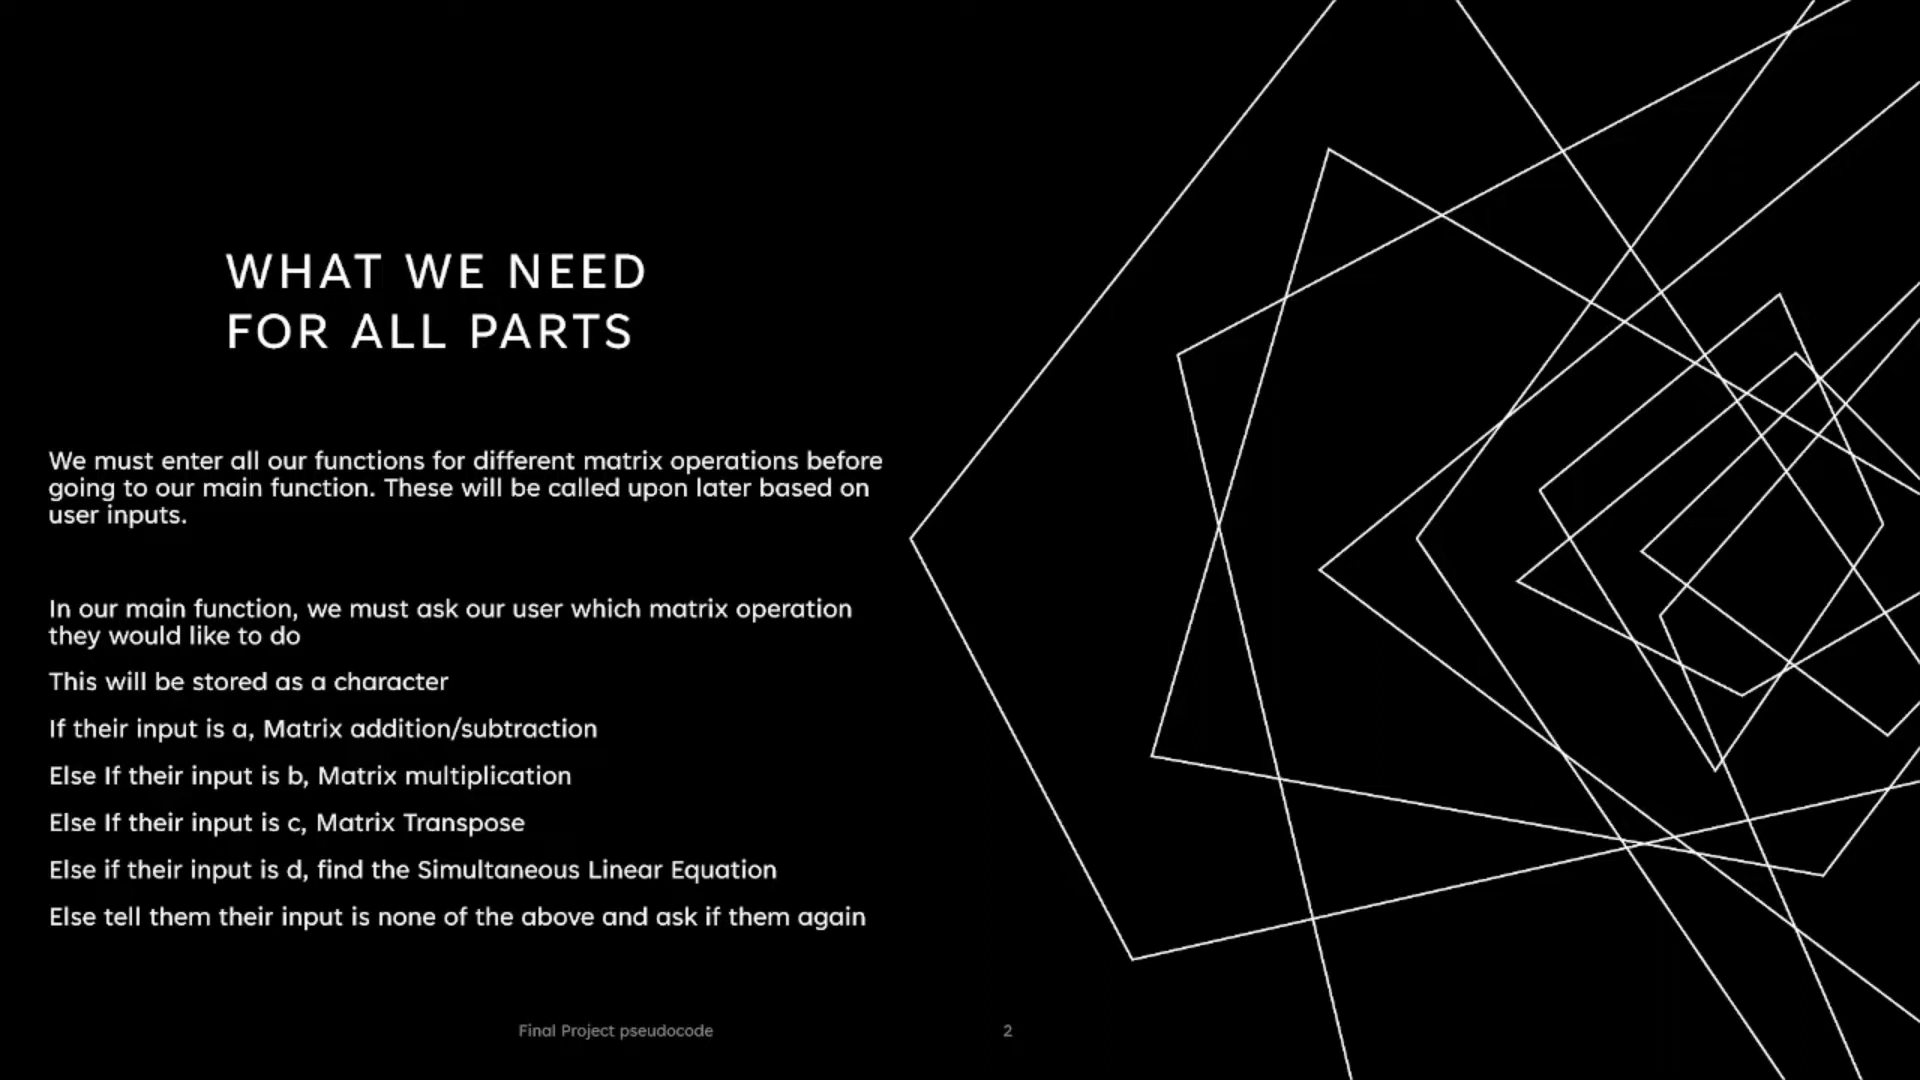 WHAT WE NEED
FOR ALL PARTS
We must enter all our functions for different matrix operations before
going to our main function. These will be called upon later based on
user inputs.
In our main function, we must ask our user which matrix operation
they would like to do
This will be stored as a character
If their input is a, Matrix addition/subtraction
Else If their input is b, Matrix multiplication
Else If their input is c, Matrix Transpose
Else if their input is d, find the Simultaneous Linear Equation
Else tell them their input is none of the above and ask if them again
Final Project pseudocode
2